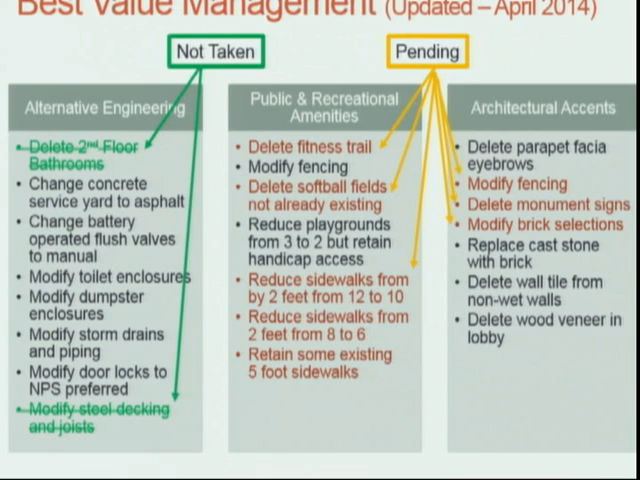 Best Value Management (Updated – April 2014)
Not Taken
Pending
Alternative Engineering
• Delete 2nd Floor
Bathrooms
• Change concrete
service yard to asphalt
• Change battery
operated flush valves
to manual
• Modify toilet enclosures
• Modify dumpster
enclosures
• Modify storm drains
and piping
• Modify door locks to
NPS preferred
• Modify steel decking
and joists
Public & Recreational
Amenities
• Delete fitness trail
• Modify fencing
• Delete softball fields
not already existing
• Reduce playgrounds
from 3 to 2 but retain
handicap access
• Reduce sidewalks from
by 2 feet from 12 to 10
• Reduce sidewalks from
2 feet from 8 to 6
• Retain some existing
5 foot sidewalks
Architectural Accents
• Delete parapet facia
eyebrows
• Modify fencing
• Delete monument signs
• Modify brick selections
• Replace cast stone
with brick
• Delete wall tile from
non-wet walls
• Delete wood veneer in
lobby